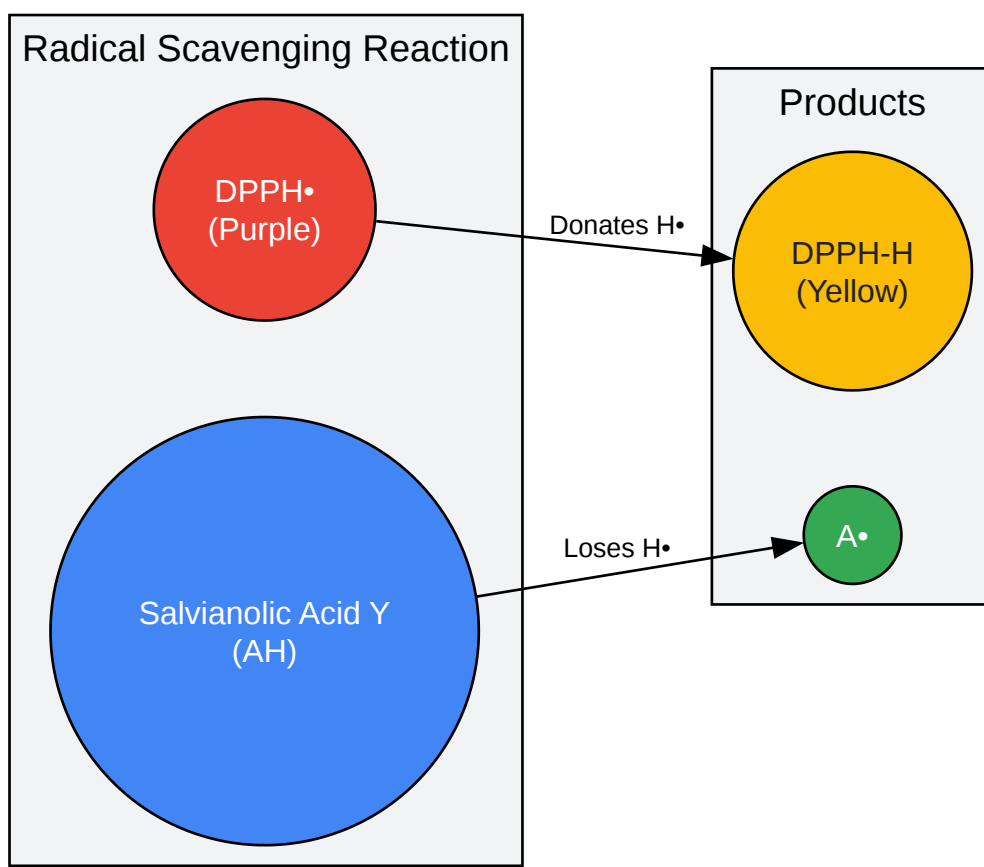 Radical Scavenging Reaction
DPPH•
(Purple)
Donates H•
Salvianolic Acid Y
(AH)
Loses H•
Products
DPPH-H
(Yellow)
A•